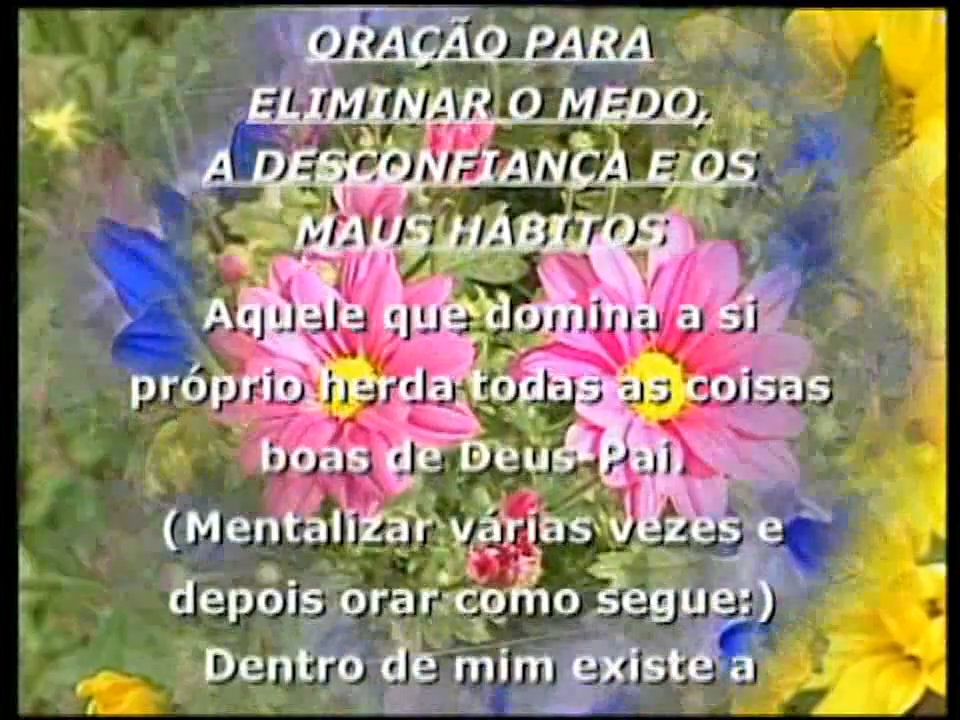 ORAÇÃO PARA
ELIMINAR O MEDO,
A DESCONFIANÇA E OS
MAUS HÁBITOS
Aquele que domina a si
próprio herda todas as coisas
boas de Deus-Pai.
(Mentalizar várias vezes e
depois orar como segue:)
Dentro de mim existe a